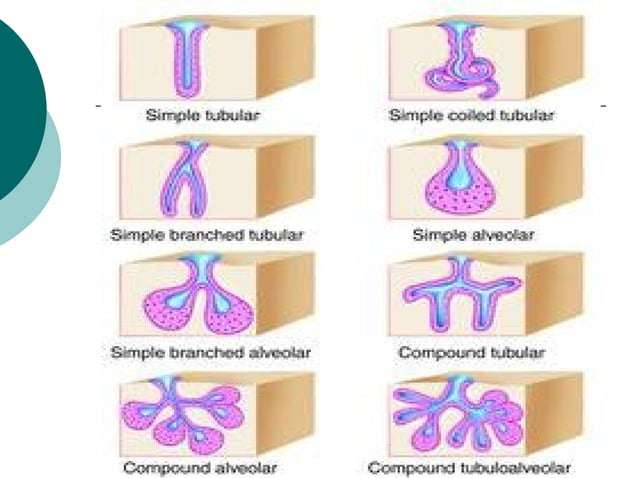 Simple tubular
Simple coiled tubular
Simple branched tubular
Simple alveolar
Simple branched alveolar
Compound tubular
Compound alveolar
Compound tubuloalveolar